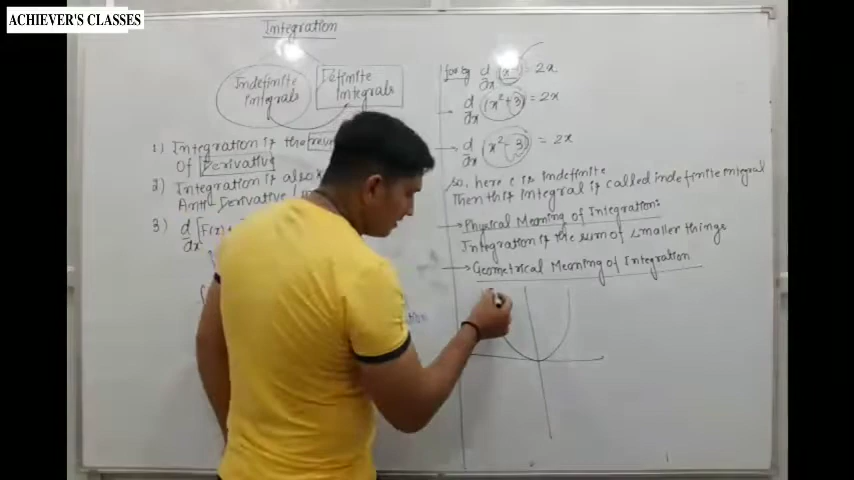 ACHIEVER'S CLASSES
Integration
Indefinite
integrals
Definite
integrals
1) Integration is the
Of Derivative
2) Integration is also
Anti-Derivative
3) d/dx [F(x)+
for eg d/dx (x²) = 2x
d/dx (x²+3) = 2x
d/dx (x²-3) = 2x
so, here c is indefinite
Then this integral is called indefinite integral
Physical Meaning of Integration:
Integration is the sum of smaller things
Geometrical Meaning of Integration